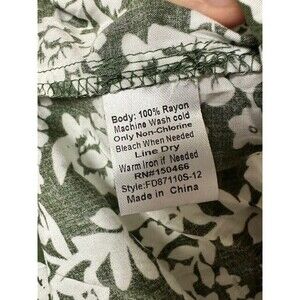 Body: 100% Rayon
Machine Wash cold
Only Non-Chlorine
Bleach When Needed
Line Dry
Warm Iron if Needed
RN#150466
Style:FD87110S-12
Made in China